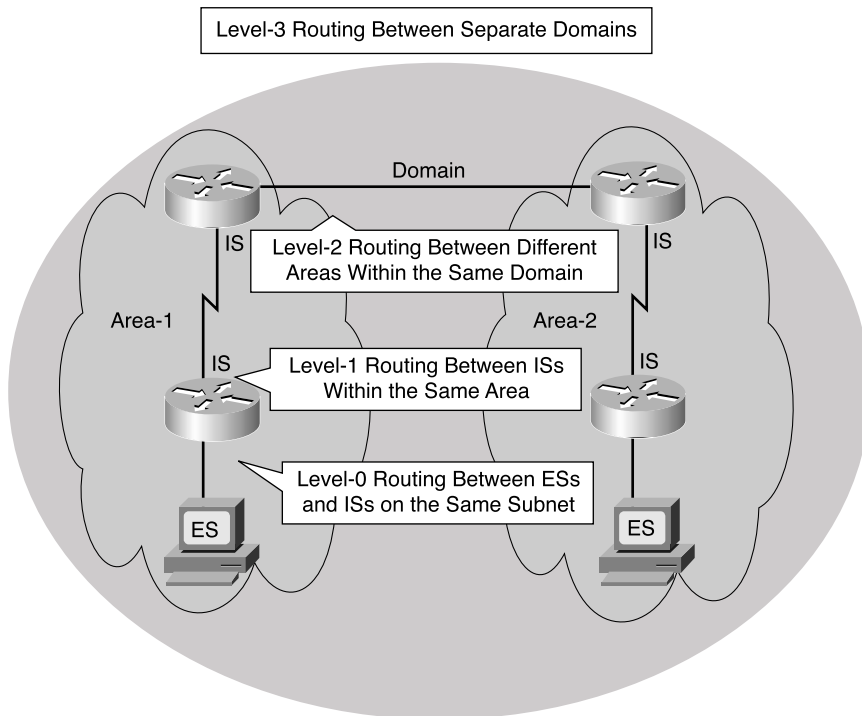 Level-3 Routing Between Separate Domains
Domain
IS
IS
Level-2 Routing Between Different
Areas Within the Same Domain
Area-1
Area-2
IS
IS
Level-1 Routing Between ISs
Within the Same Area
Level-0 Routing Between ESs
and ISs on the Same Subnet
ES
ES